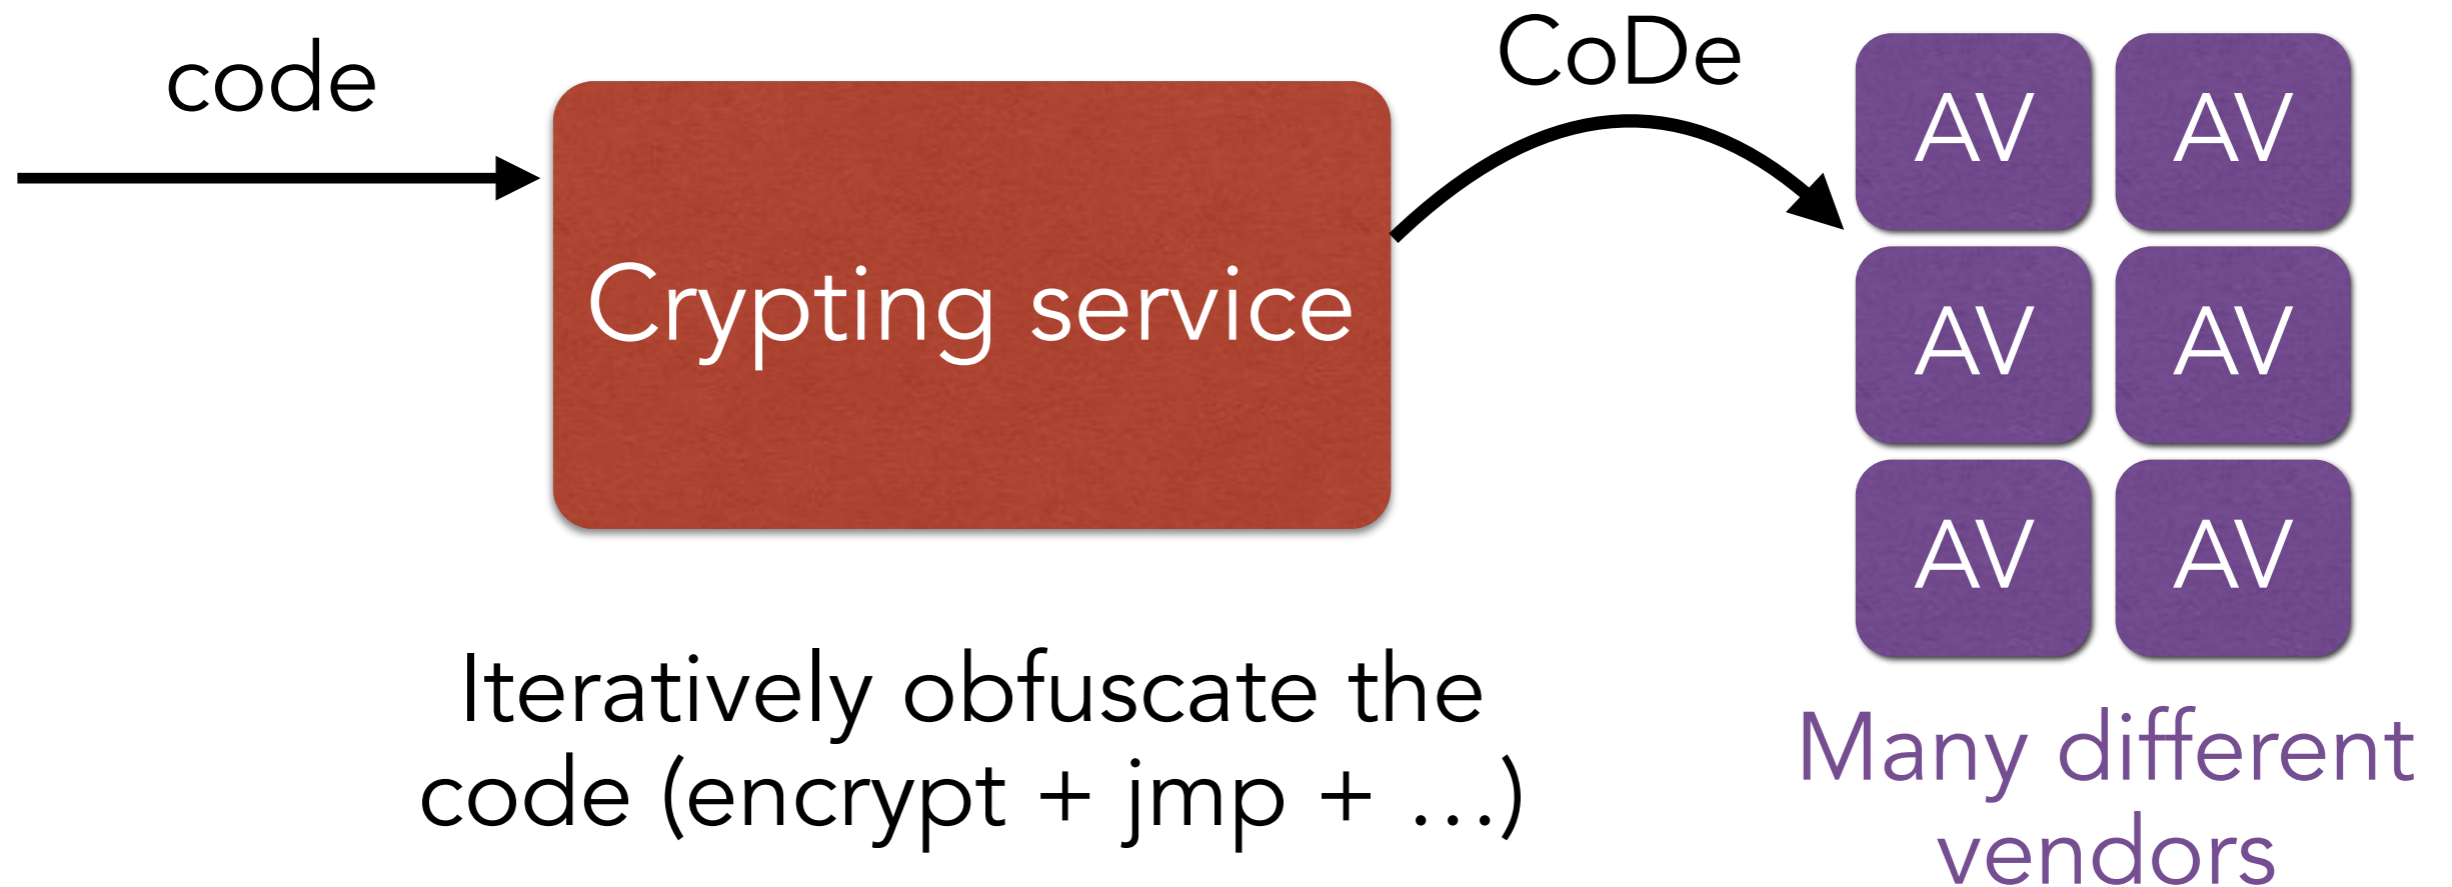 code
Crypting service
CoDe
AV AV
AV AV
AV AV
Iteratively obfuscate the
code (encrypt + jmp + ...)
Many different
vendors